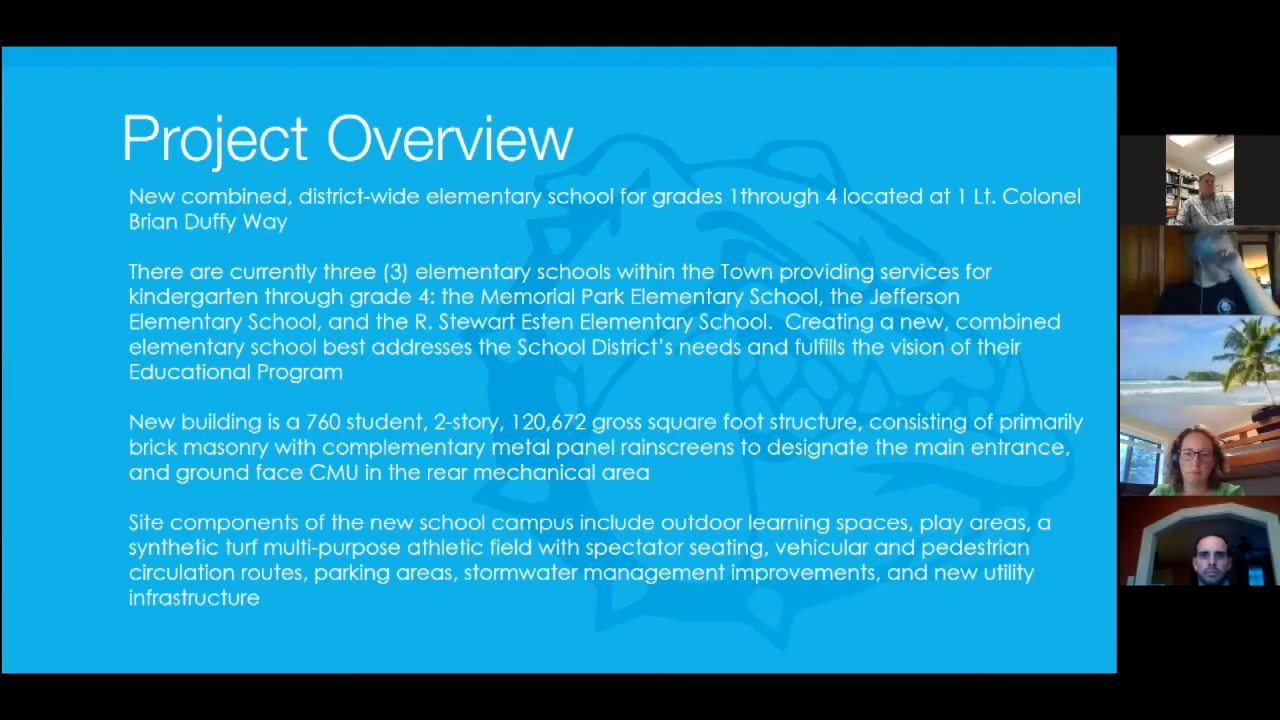 Project Overview
New combined, district-wide elementary school for grades 1through 4 located at 1 Lt. Colonel
Brian Duffy Way
There are currently three (3) elementary schools within the Town providing services for
kindergarten through grade 4: the Memorial Park Elementary School, the Jefferson
Elementary School, and the R. Stewart Esten Elementary School.  Creating a new, combined
elementary school best addresses the School District's needs and fulfills the vision of their
Educational Program
New building is a 760 student, 2-story, 120,672 gross square foot structure, consisting of primarily
brick masonry with complementary metal panel rainscreens to designate the main entrance,
and ground face CMU in the rear mechanical area
Site components of the new school campus include outdoor learning spaces, play areas, a
synthetic turf multi-purpose athletic field with spectator seating, vehicular and pedestrian
circulation routes, parking areas, stormwater management improvements, and new utility
infrastructure